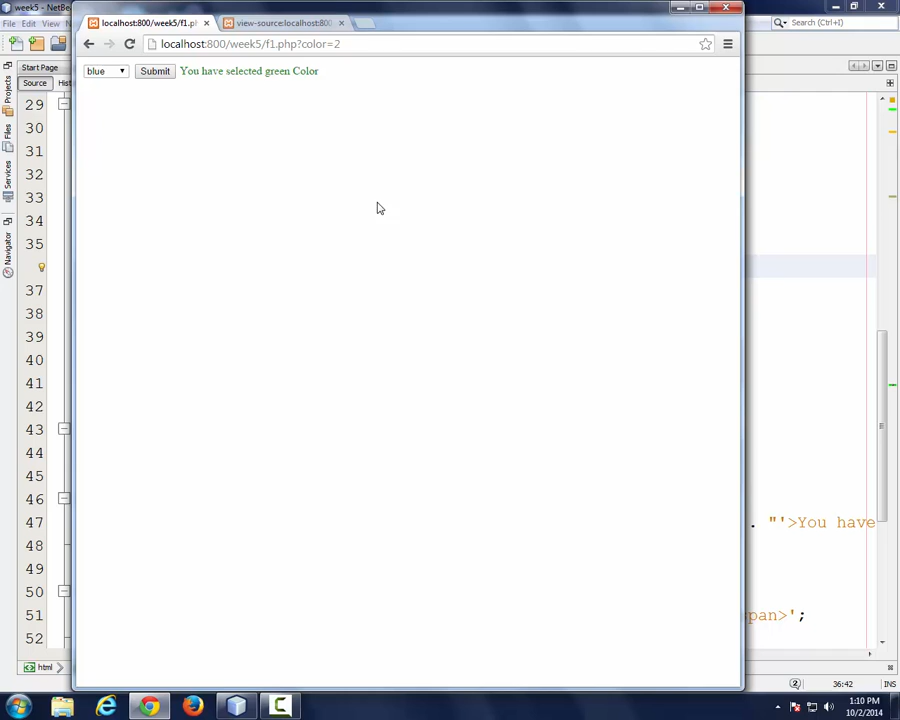 week5 - NetBe
File Edit View
Search (Ctrl+I)
localhost:800/week5/f1.p
view-source:localhost:800
localhost:800/week5/f1.php?color=2
Start Page
Source
Hist
blue
Submit
You have selected green Color
Projects
Files
Services
Navigator
29
30
31
32
33
34
35
37
38
39
40
41
42
43
44
45
46
47
. "'>You have
48
49
50
51
pan>';
52
html
2
36:42
INS
1:10 PM
10/2/2014